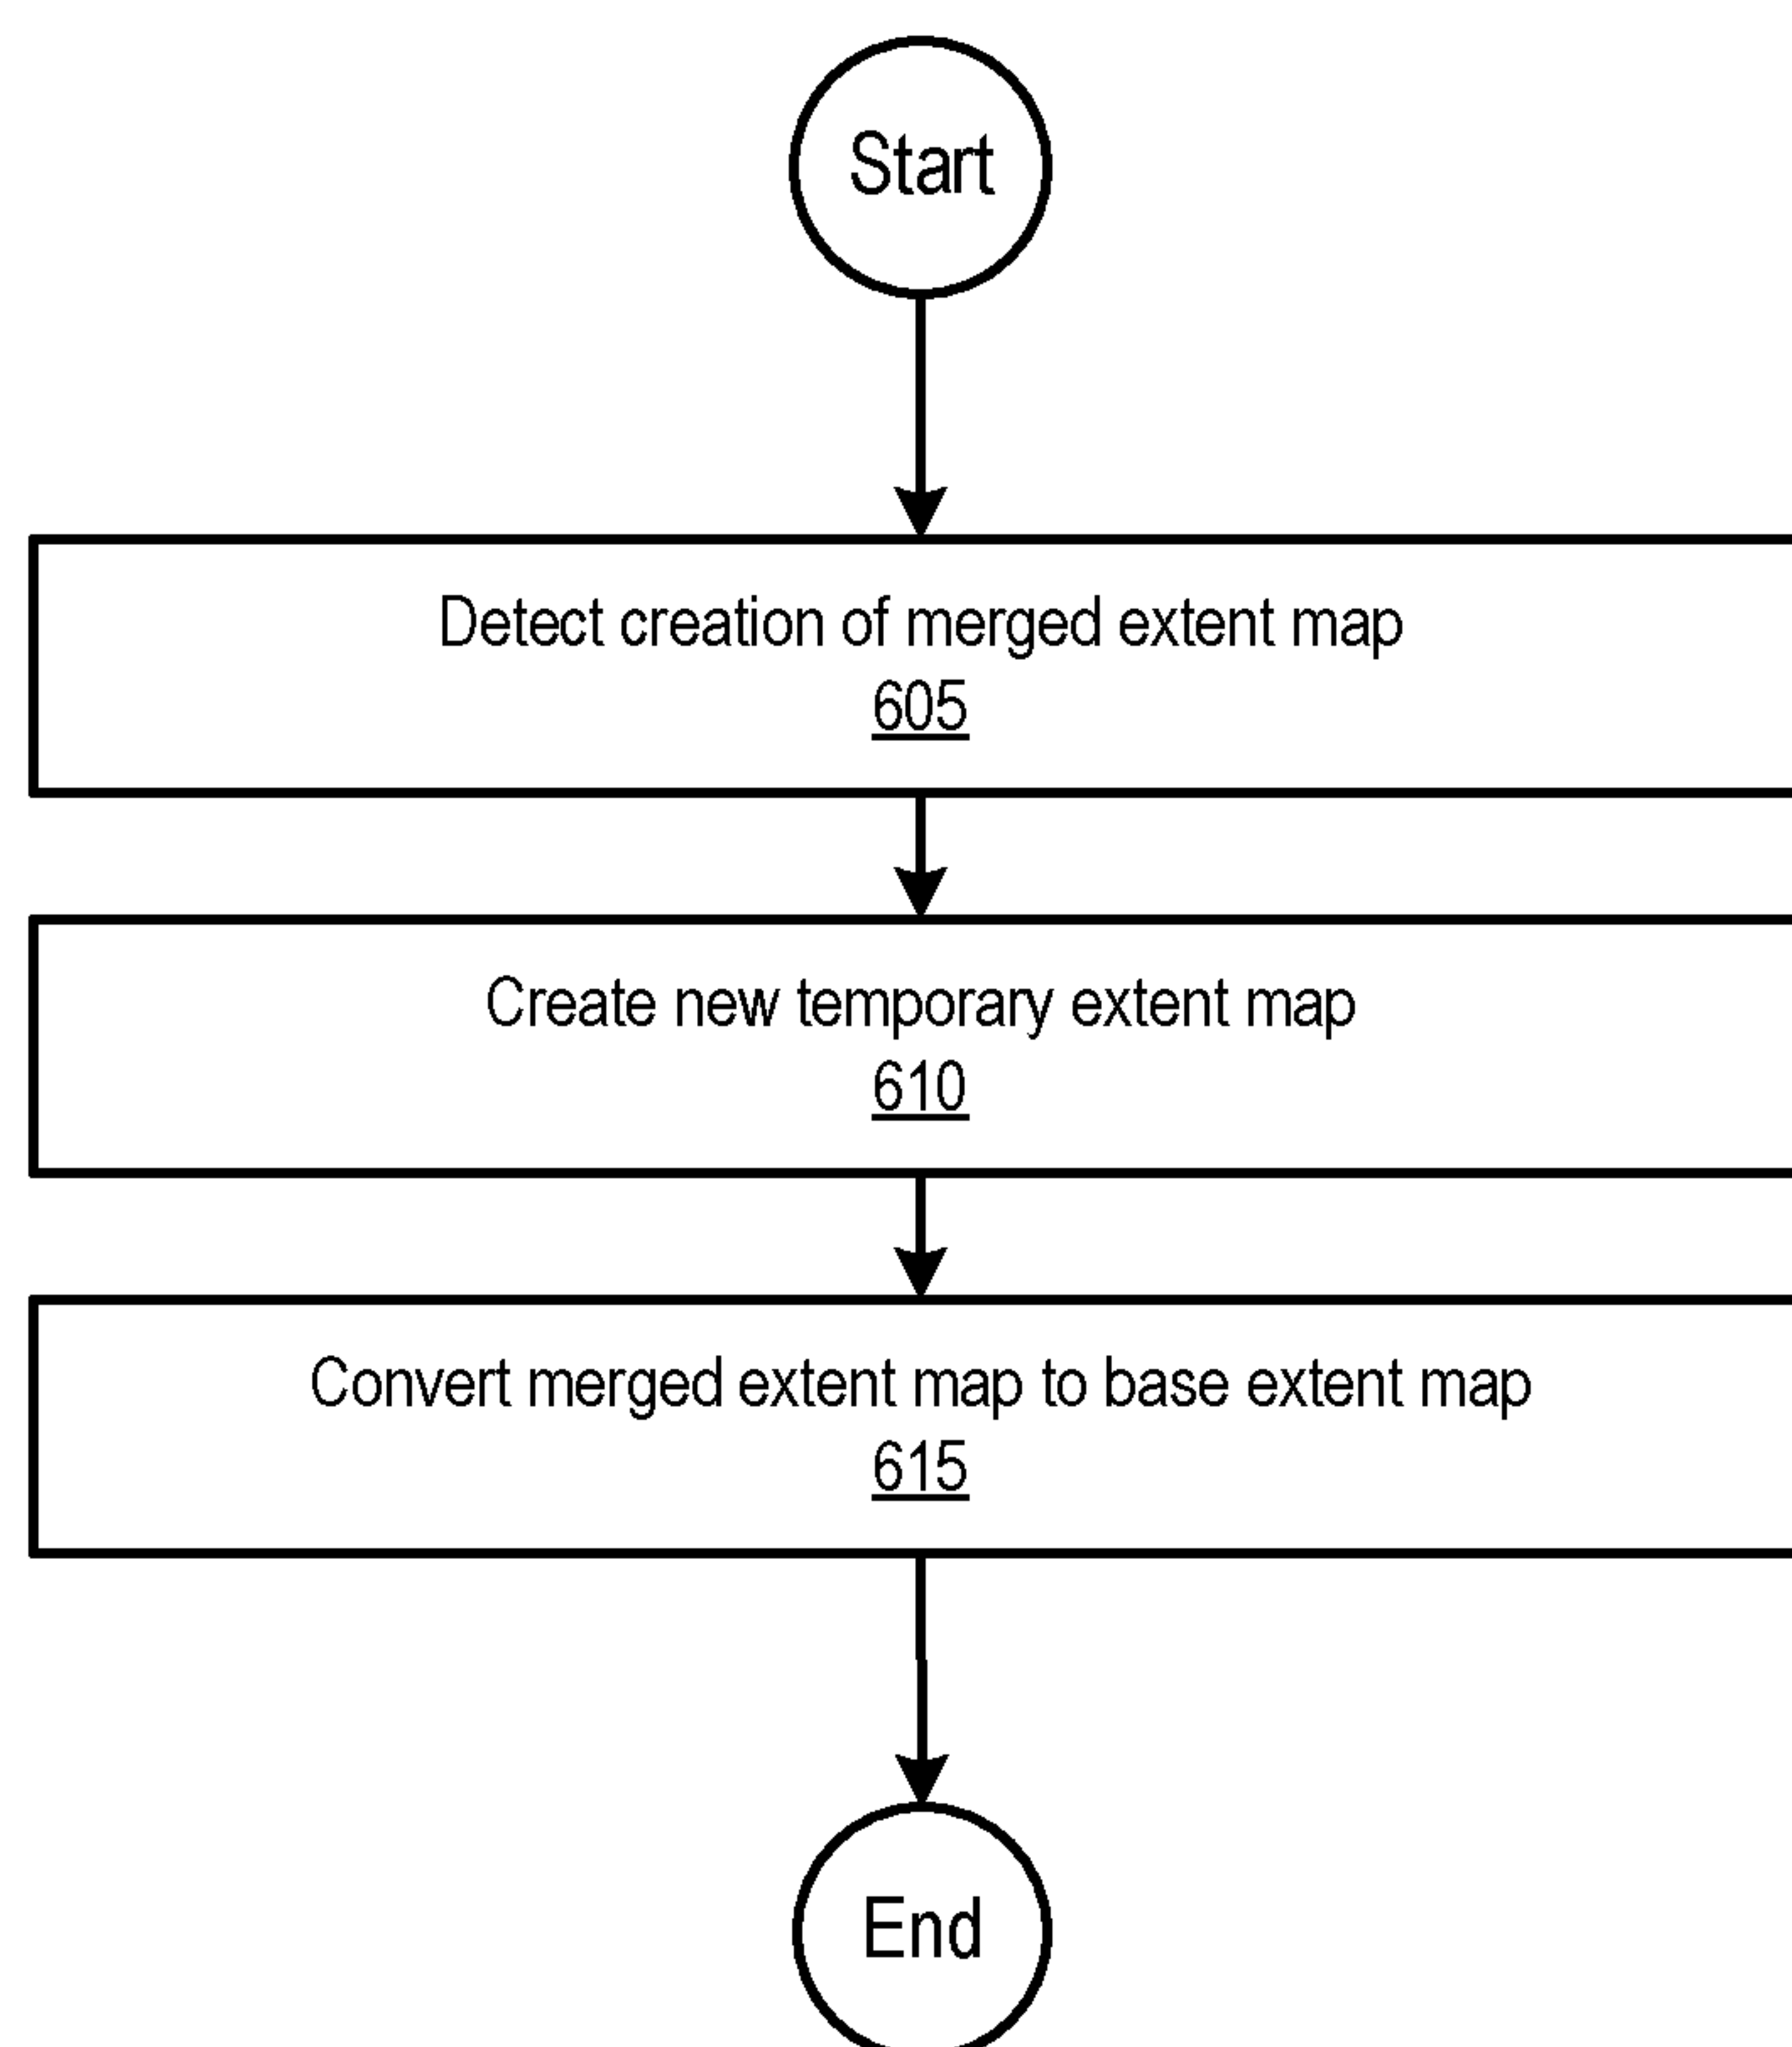 Start
Detect creation of merged extent map
605
Create new temporary extent map
610
Convert merged extent map to base extent map
615
End